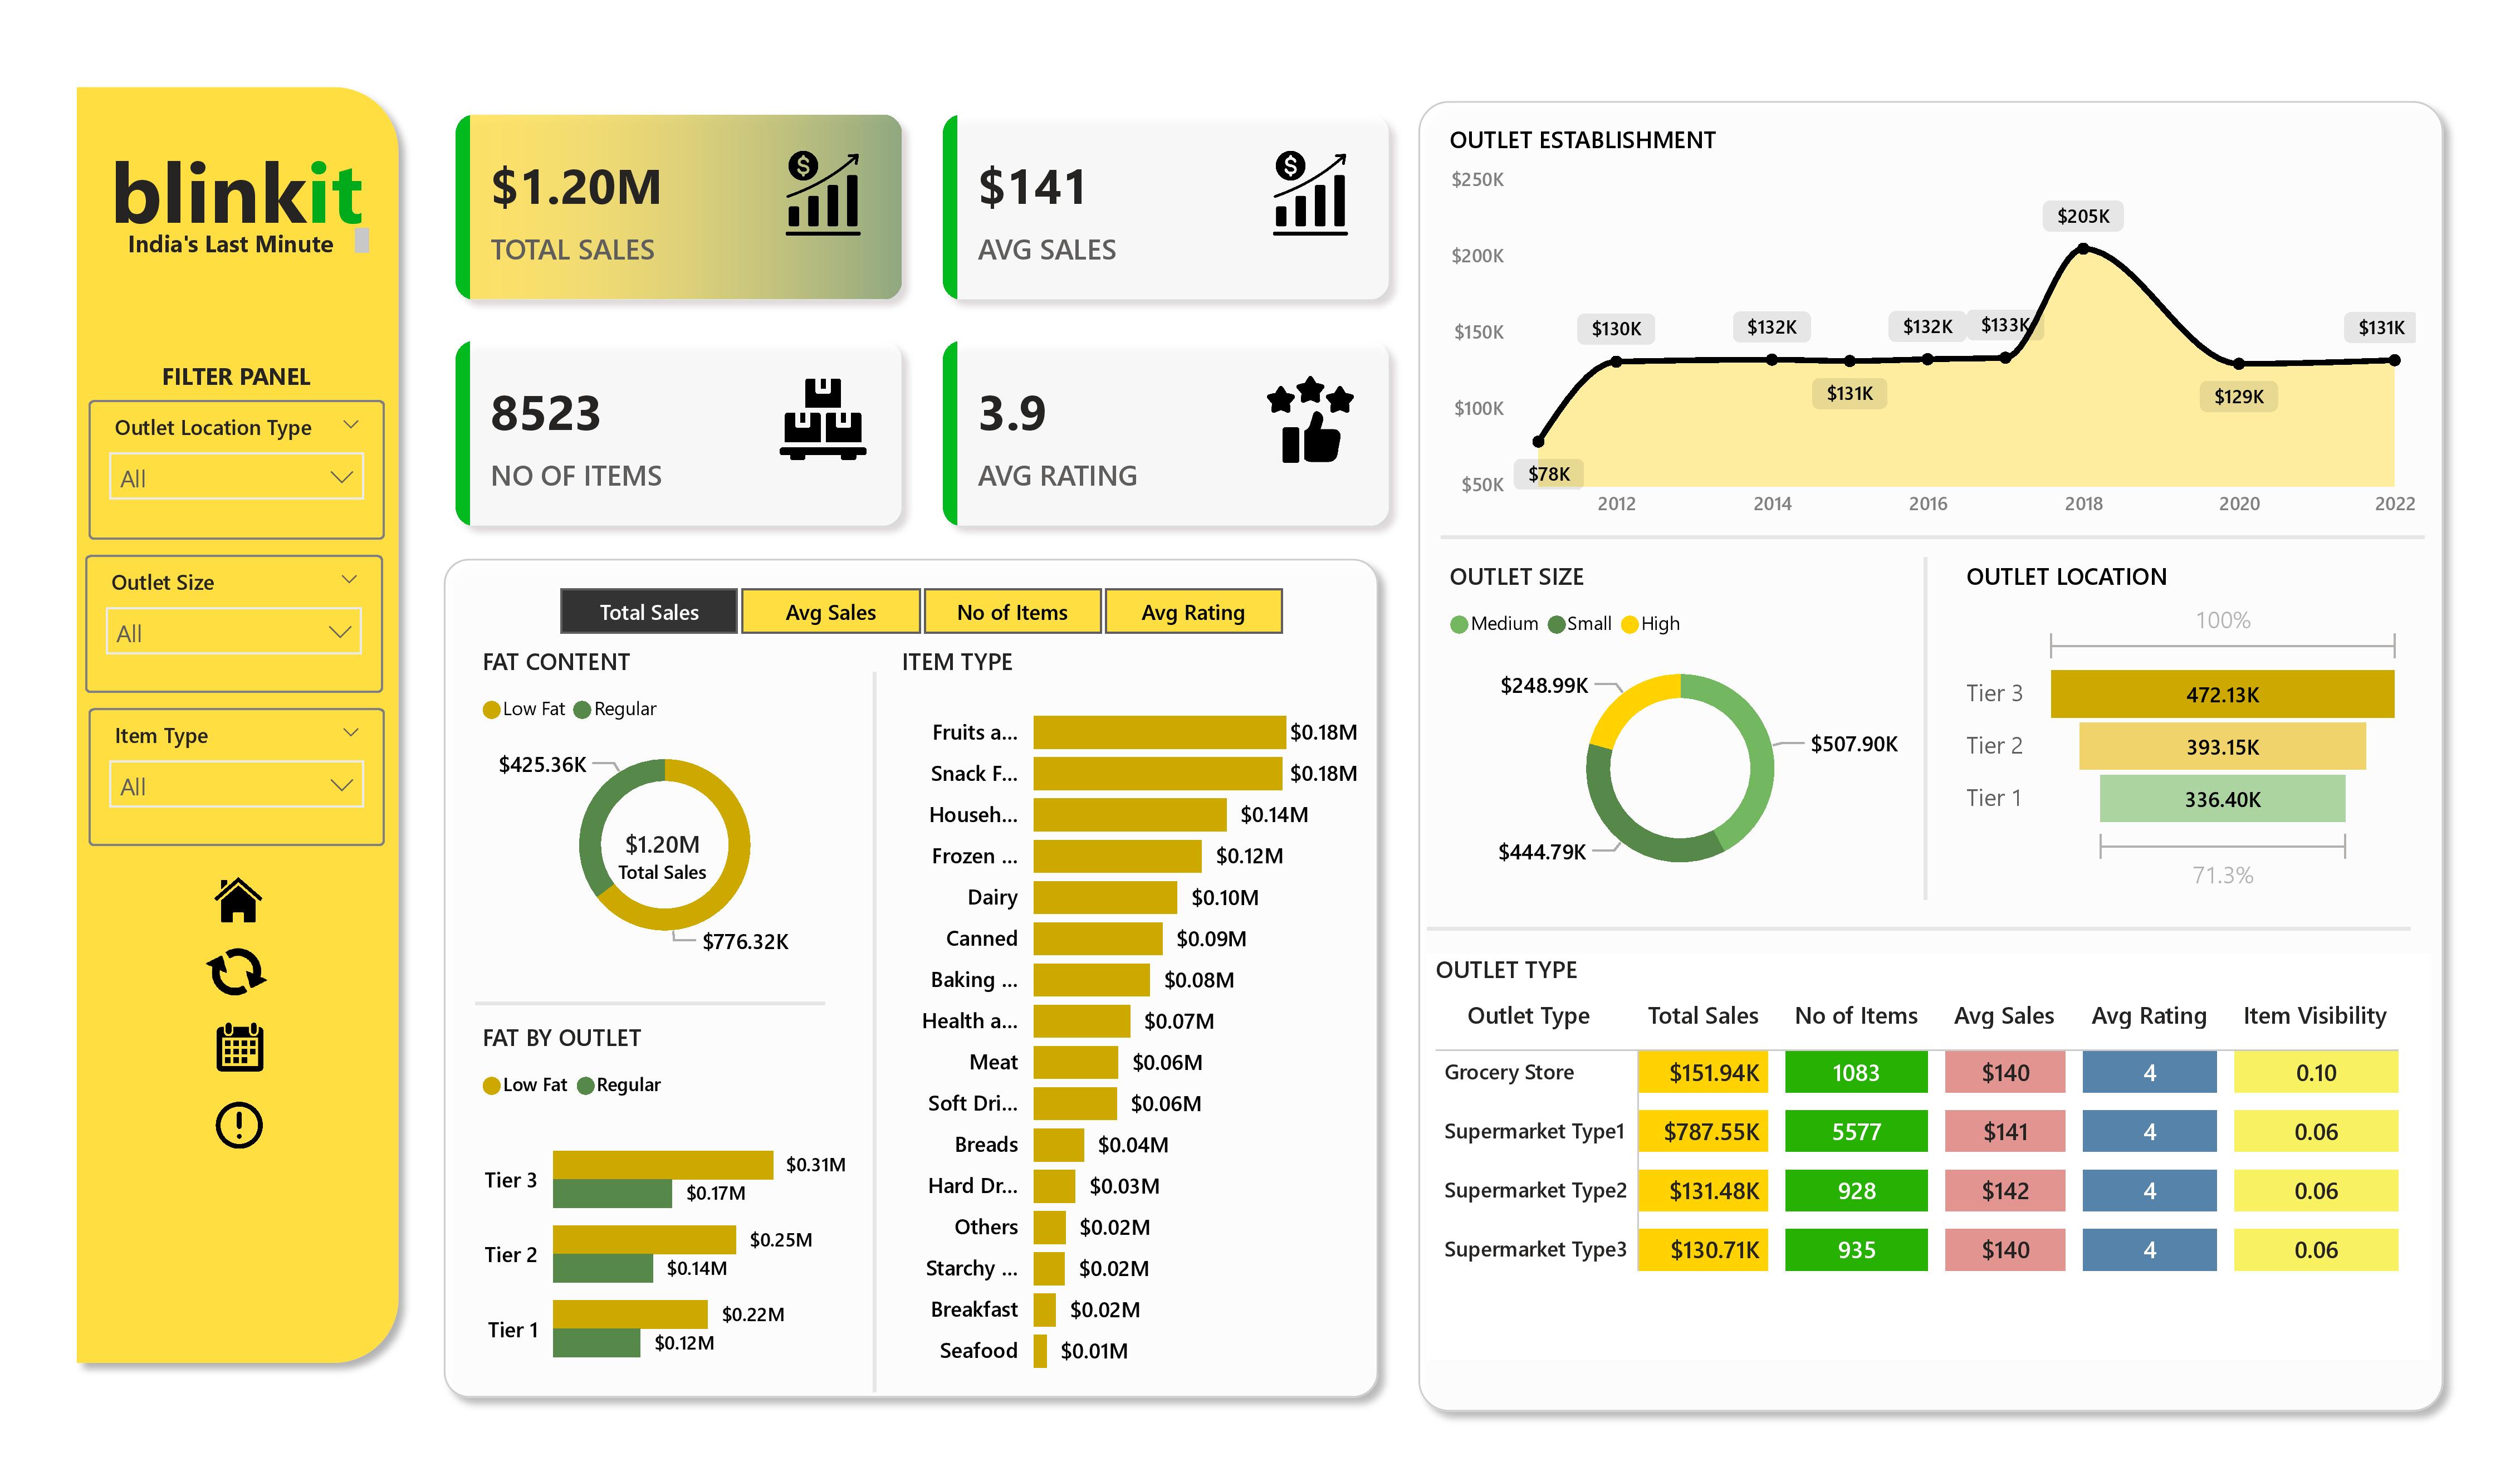 blinkit
India's Last Minute
FILTER PANEL
Outlet Location Type
All
Outlet Size
All
Item Type
All
$1.20M
TOTAL SALES
$141
AVG SALES
8523
NO OF ITEMS
3.9
AVG RATING
Total Sales Avg Sales No of Items Avg Rating
FAT CONTENT
Low Fat Regular
$425.36K
$1.20M
Total Sales
$776.32K
FAT BY OUTLET
Low Fat Regular
Tier 3 $0.31M
$0.17M
Tier 2 $0.25M
$0.14M
Tier 1 $0.22M
$0.12M
ITEM TYPE
Fruits a... $0.18M
Snack F... $0.18M
Househ... $0.14M
Frozen ... $0.12M
Dairy $0.10M
Canned $0.09M
Baking ... $0.08M
Health a... $0.07M
Meat $0.06M
Soft Dri... $0.06M
Breads $0.04M
Hard Dr... $0.03M
Others $0.02M
Starchy ... $0.02M
Breakfast $0.02M
Seafood $0.01M
OUTLET ESTABLISHMENT
$250K
$200K
$150K
$100K
$50K
$78K
$130K
$132K
$131K
$132K
$133K
$205K
$129K
$131K
2012 2014 2016 2018 2020 2022
OUTLET SIZE
Medium Small High
$248.99K
$507.90K
$444.79K
OUTLET LOCATION
100%
Tier 3 472.13K
Tier 2 393.15K
Tier 1 336.40K
71.3%
OUTLET TYPE
Outlet Type Total Sales No of Items Avg Sales Avg Rating Item Visibility
Grocery Store $151.94K 1083 $140 4 0.10
Supermarket Type1 $787.55K 5577 $141 4 0.06
Supermarket Type2 $131.48K 928 $142 4 0.06
Supermarket Type3 $130.71K 935 $140 4 0.06